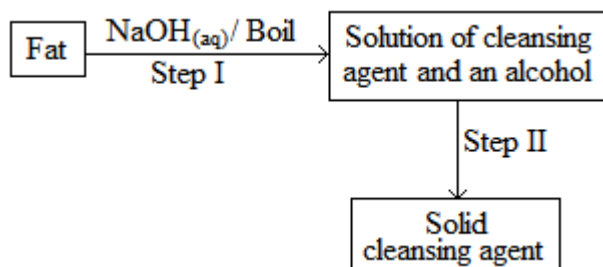 Fat
NaOH(aq)/ Boil
Step I
Solution of cleansing
agent and an alcohol
Step II
Solid
cleansing agent